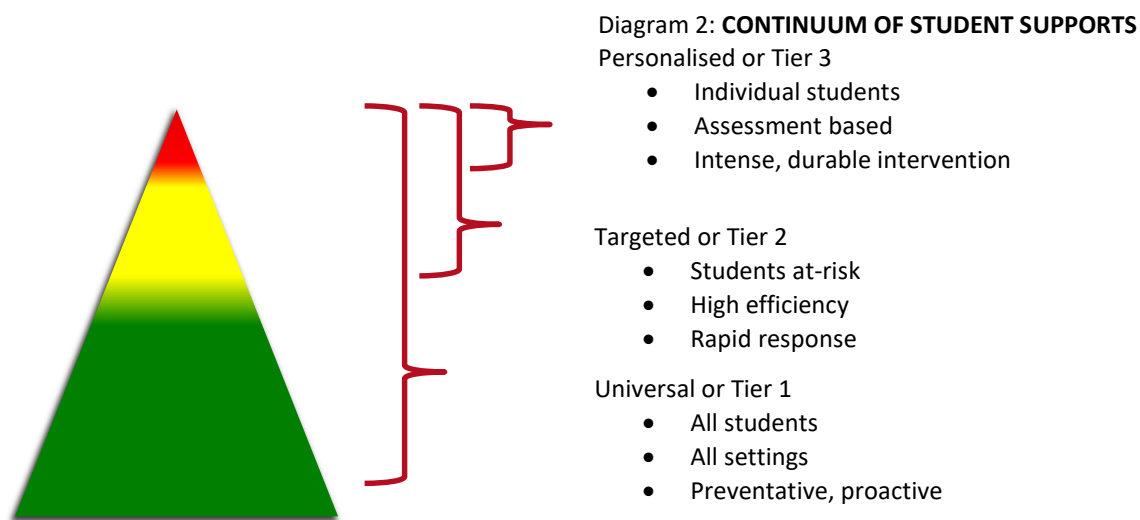 Diagram 2: CONTINUUM OF STUDENT SUPPORTS
Personalised or Tier 3
• Individual students
• Assessment based
• Intense, durable intervention
Targeted or Tier 2
• Students at-risk
• High efficiency
• Rapid response
Universal or Tier 1
• All students
• All settings
• Preventative, proactive